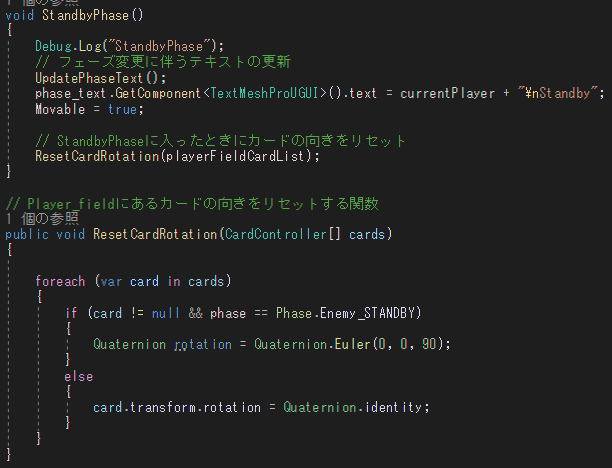 1 個の参照
void StandbyPhase()
{
Debug.Log("StandbyPhase");
// フェーズ変更に伴うテキストの更新
UpdatePhaseText();
phase_text.GetComponent<TextMeshProUGUI>().text = currentPlayer + "\nStandby";
Movable = true;
// StandbyPhaseに入ったときにカードの向きをリセット
ResetCardRotation(playerFieldCardList);
}
// Player_fieldにあるカードの向きをリセットする関数
1 個の参照
public void ResetCardRotation(CardController[] cards)
{
foreach (var card in cards)
{
if (card != null && phase == Phase.Enemy_STANDBY)
{
Quaternion rotation = Quaternion.Euler(0, 0, 90);
}
else
{
card.transform.rotation = Quaternion.identity;
}
}
}